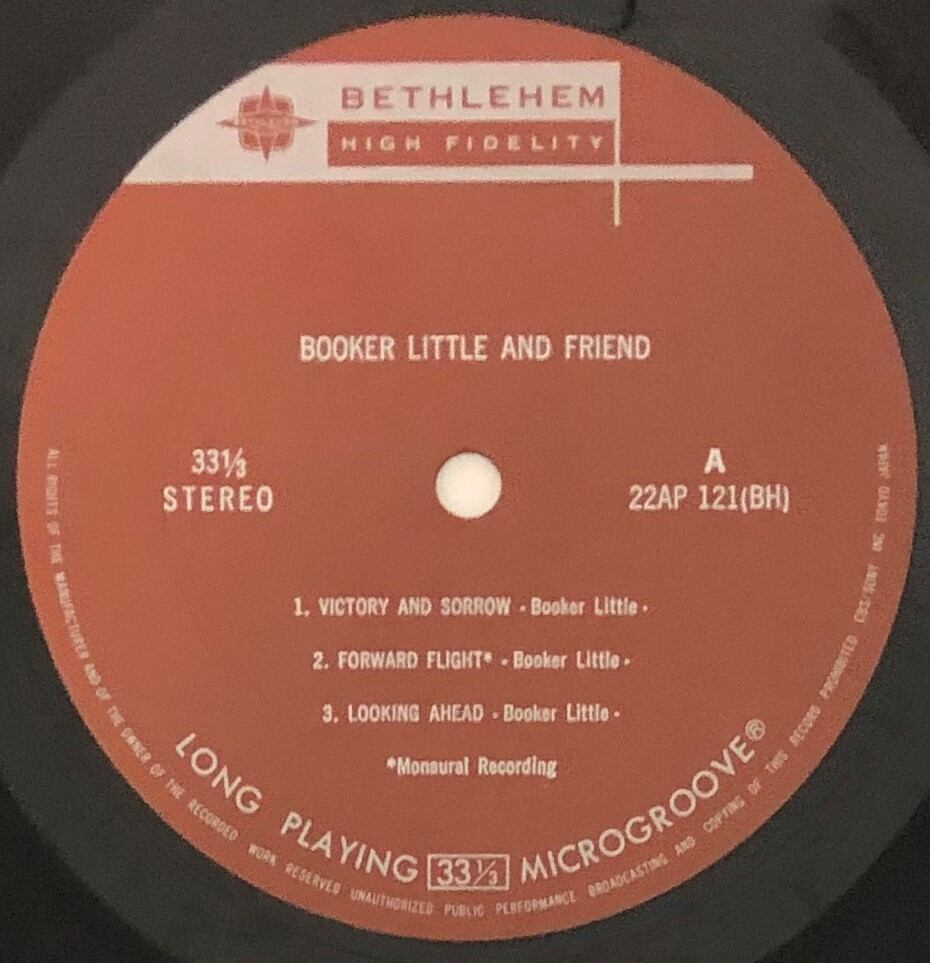 BETHLEHEM
HIGH FIDELITY
BOOKER LITTLE AND FRIEND
33⅓
STEREO
A
22AP 121(BH)
1. VICTORY AND SORROW - Booker Little -
2. FORWARD FLIGHT* - Booker Little -
3. LOOKING AHEAD - Booker Little -
*Monaural Recording
LONG PLAYING 33⅓ MICROGROOVE®
ALL RIGHTS OF THE MANUFACTURER AND OF THE OWNER OF THE RECORDED WORK RESERVED UNAUTHORIZED PUBLIC PERFORMANCE BROADCASTING AND COPYING OF THIS RECORD PROHIBITED CBS/SONY INC TOKYO JAPAN